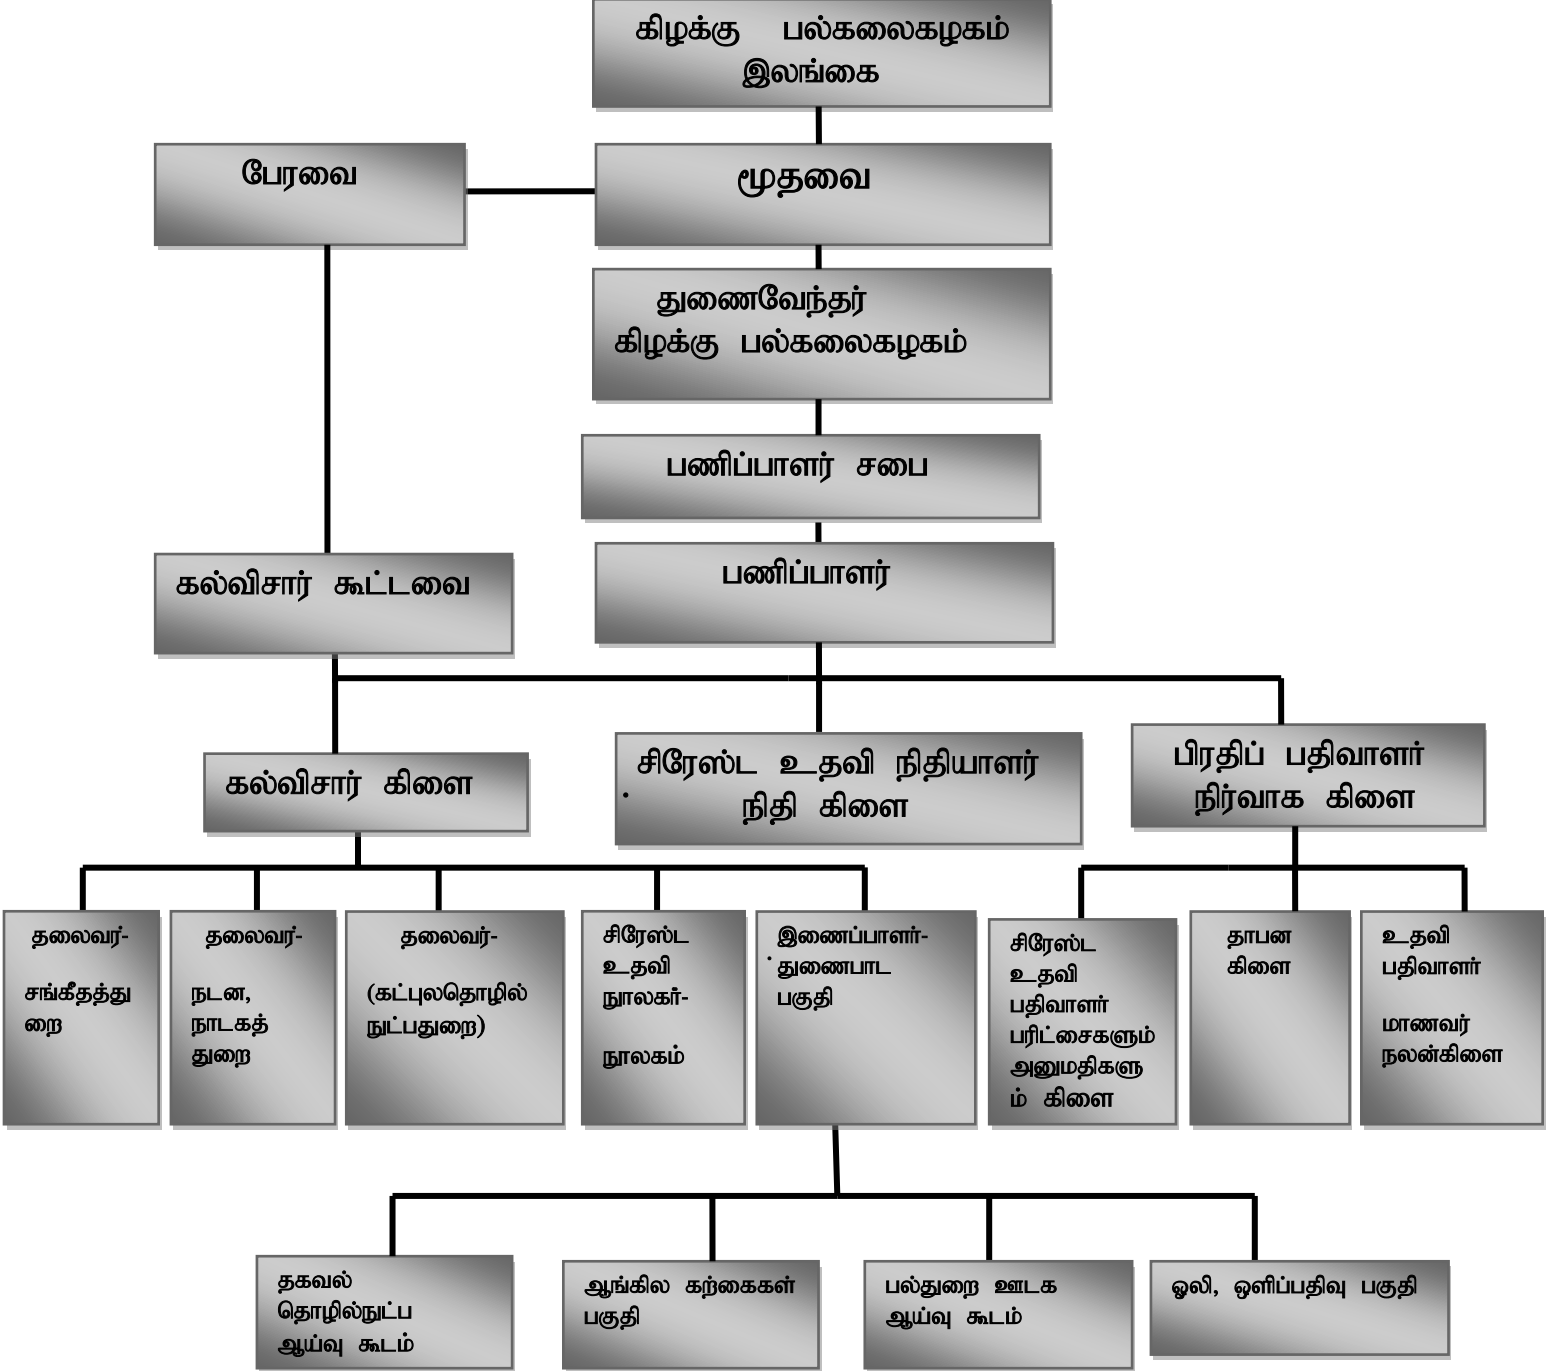 கிழக்கு பல்கலைகழகம்
இலங்கை
பேரவை
மூதவை
துணைவேந்தர்
கிழக்கு பல்கலைகழகம்
பணிப்பாளர் சபை
பணிப்பாளர்
கல்விசார் கூட்டவை
கல்விசார் கிளை
சிரேஸ்ட உதவி நிதியாளர்
நிதி கிளை
பிரதிப் பதிவாளர்
நிர்வாக கிளை
தலைவர்-
சங்கீதத்து
றை
தலைவர்-
நடன,
நாடகத்
துறை
தலைவர்-
(கட்புலதொழில்
நுட்பதுறை)
சிரேஸ்ட
உதவி
நுாலகர்-
நூலகம்
இணைப்பாளர்-
துணைபாட
பகுதி
சிரேஸ்ட
உதவி
பதிவாளர்
பரிட்சைகளும்
அனுமதிகளு
ம் கிளை
தாபன
கிளை
உதவி
பதிவாளர்
மாணவர்
நலன்கிளை
தகவல்
தொழில்நுட்ப
ஆய்வு கூடம்
ஆங்கில கற்கைகள்
பகுதி
பல்துறை ஊடக
ஆய்வு கூடம்
ஓலி, ஒளிப்பதிவு பகுதி